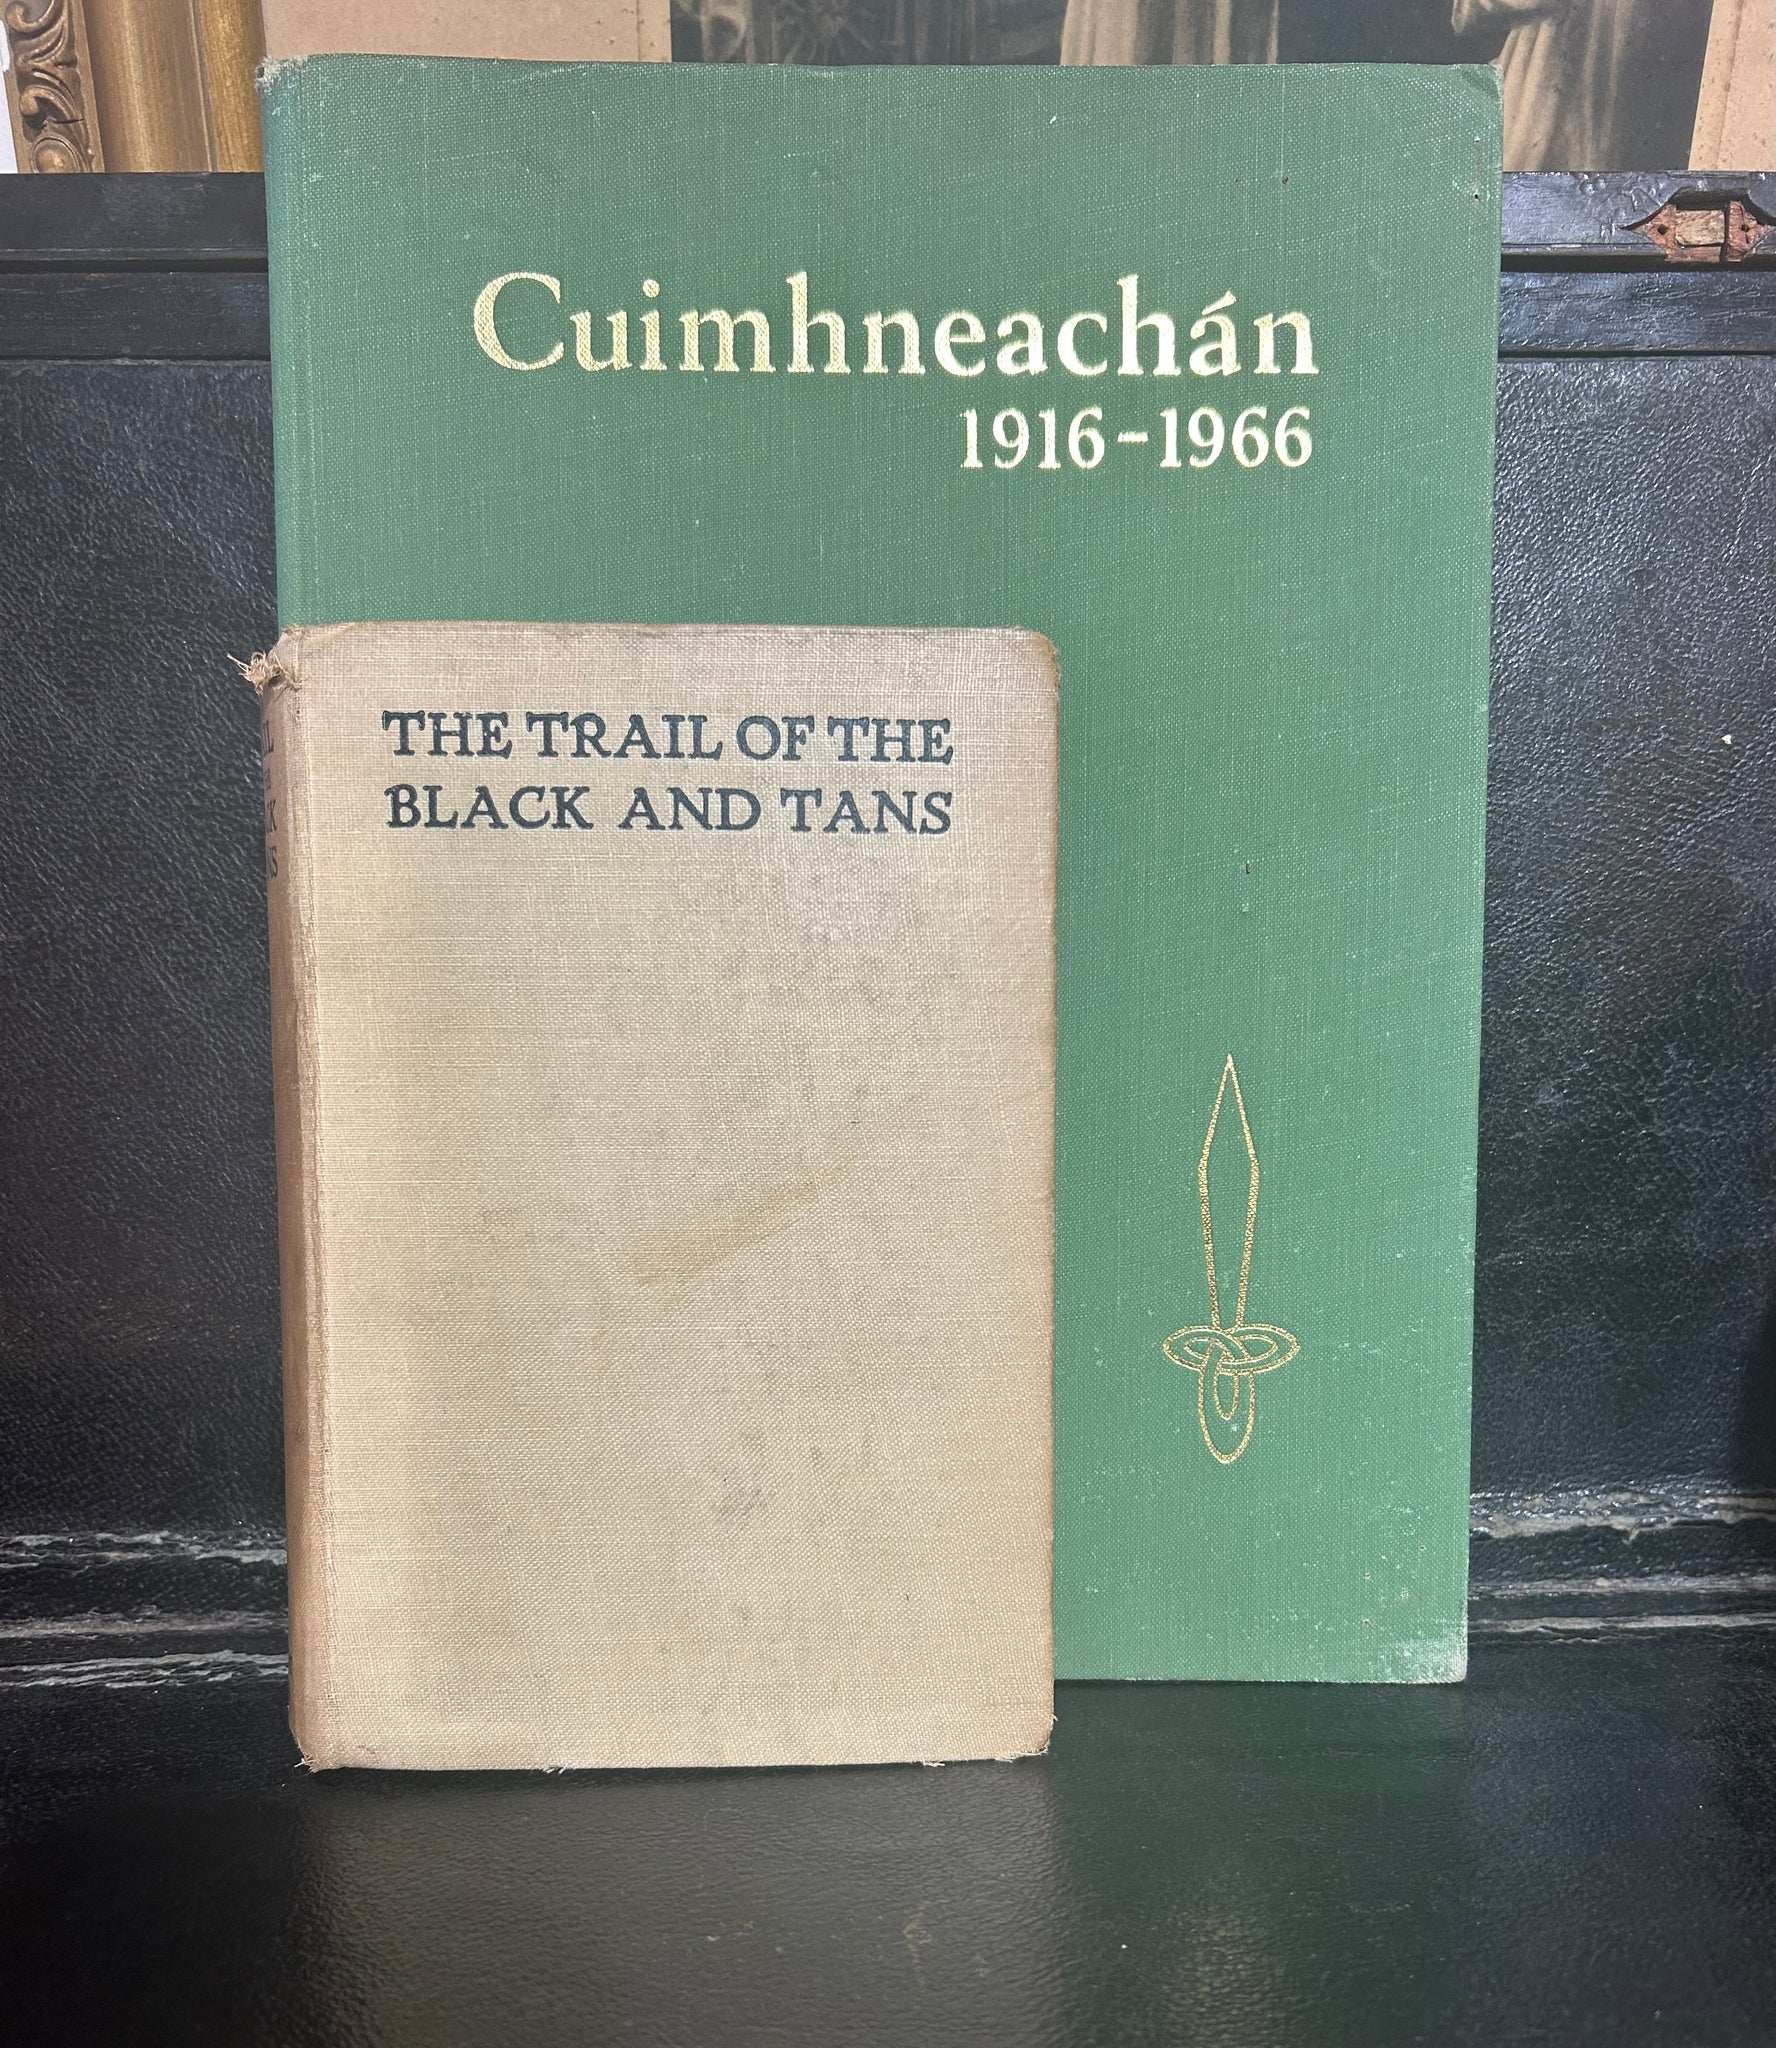 Cuimhneachán
1916-1966
THE TRAIL OF THE
BLACK AND TANS